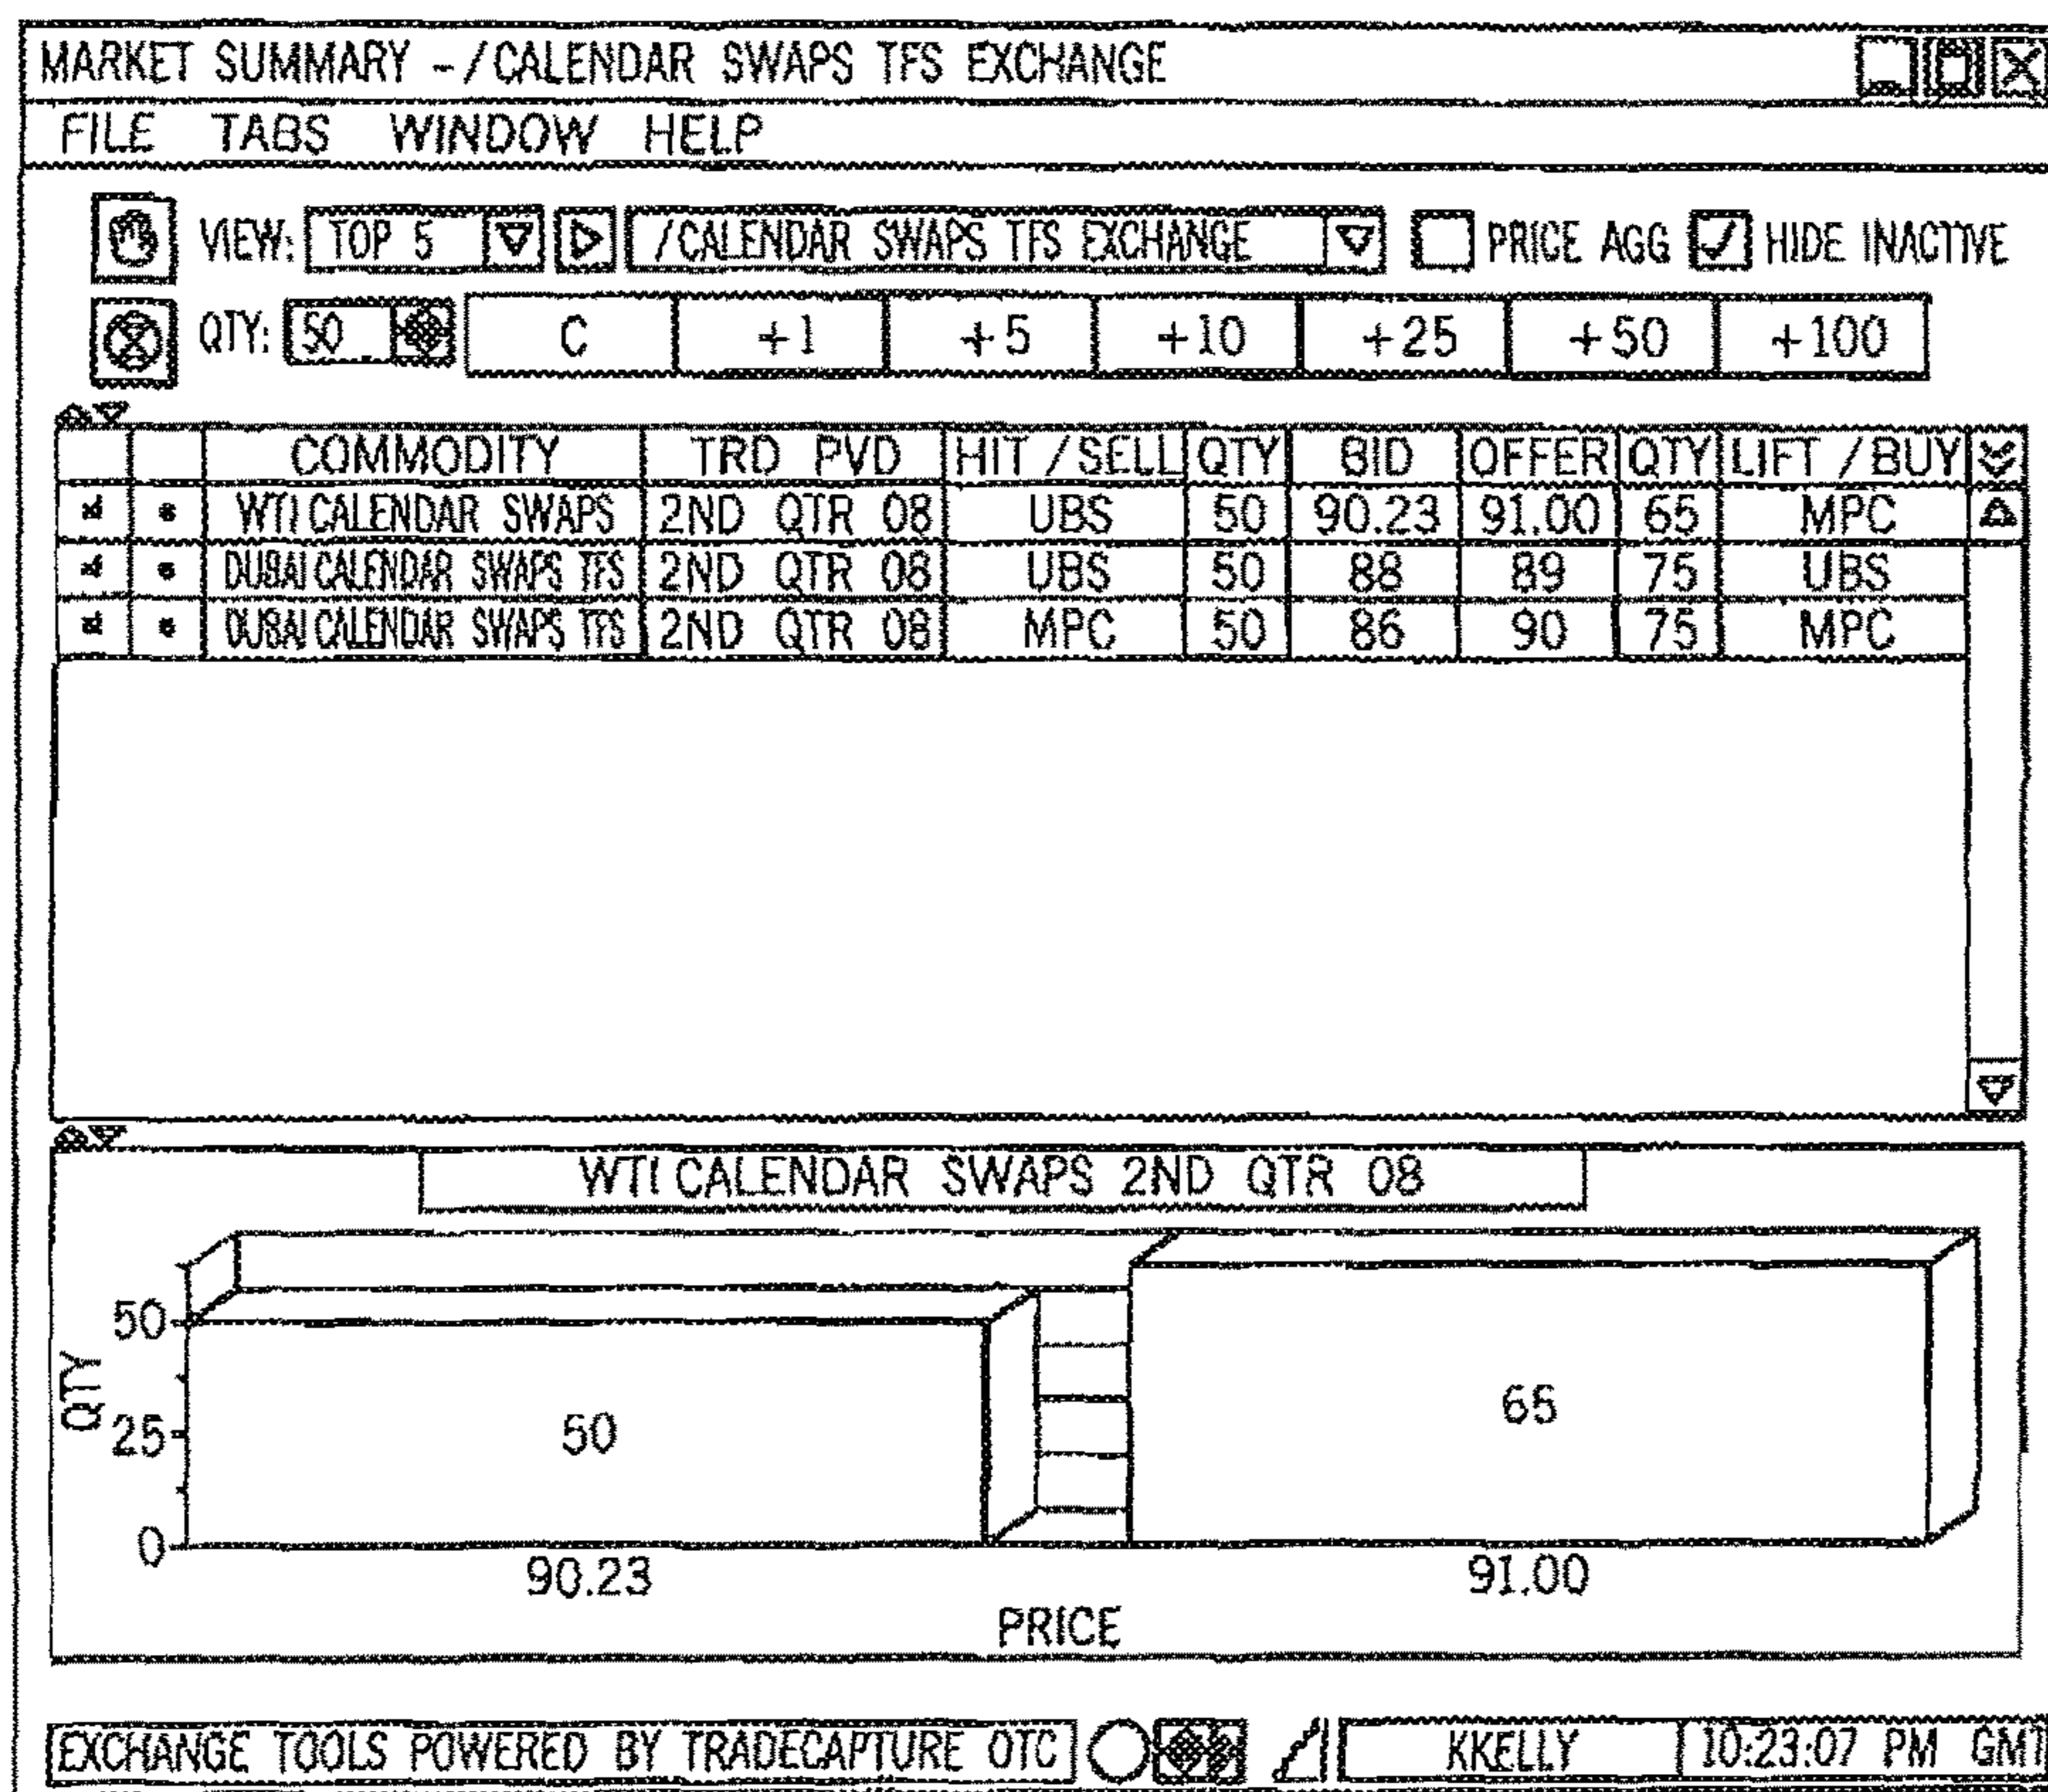 MARKET SUMMARY -/CALENDAR SWAPS TFS EXCHANGE
FILE TABS WINDOW HELP
VIEW: TOP 5 /CALENDAR SWAPS TFS EXCHANGE PRICE AGG HIDE INACTIVE
QTY: 50 C +1 +5 +10 +25 +50 +100
COMMODITY TRD PVD HIT /SELL QTY BID OFFER QTY LIFT /BUY
WTI CALENDAR SWAPS 2ND QTR 08 UBS 50 90.23 91.00 65 MPC
DUBAI CALENDAR SWAPS TFS 2ND QTR 08 UBS 50 88 89 75 UBS
DUBAI CALENDAR SWAPS TFS 2ND QTR 08 MPC 50 86 90 75 MPC
WTI CALENDAR SWAPS 2ND QTR 08
50
65
QTY
25
50
0
90.23 91.00
PRICE
EXCHANGE TOOLS POWERED BY TRADECAPTURE OTC KKELLY 10:23:07 PM GMT